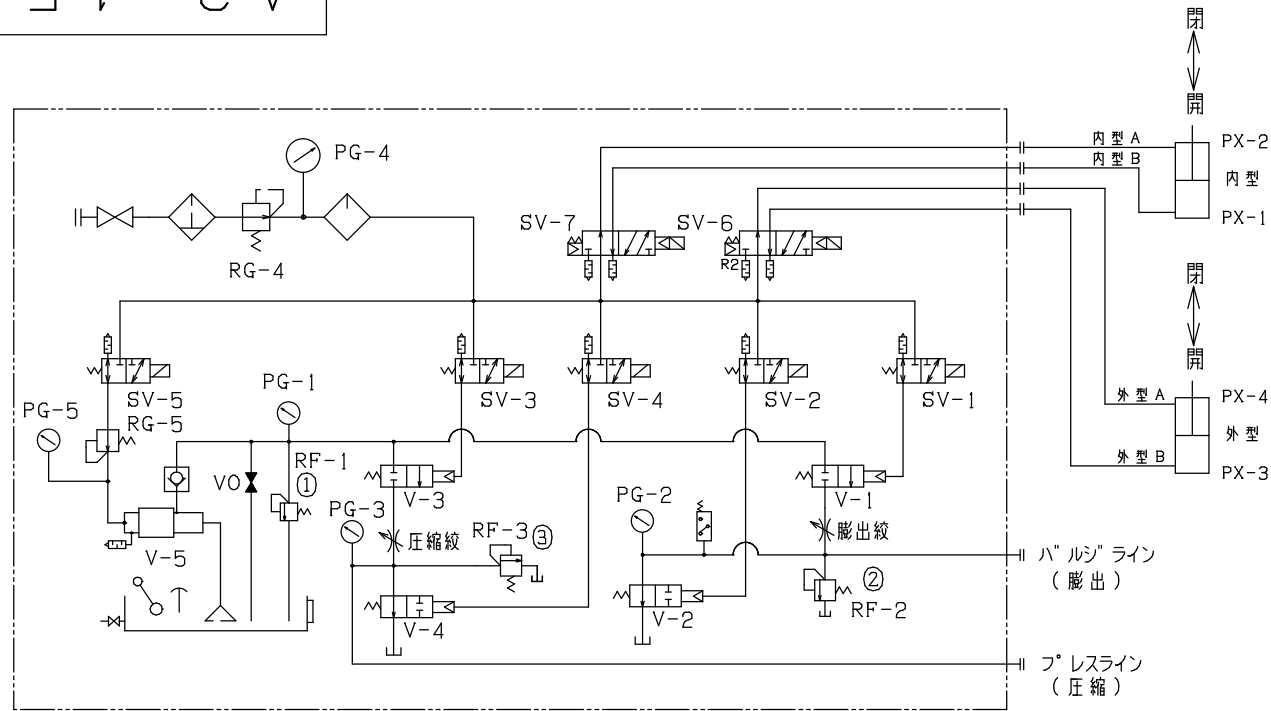 閉
開
PG-4
内型A
PX-2
内型B
内型
PX-1
SV-7
SV-6
R2
RG-4
閉
開
PG-1
SV-5
SV-3
SV-4
SV-2
SV-1
外型A
PX-4
外型
外型B
PX-3
PG-5
RG-5
RF-1
①
VO
V-3
PG-2
V-1
PG-3
圧縮絞
RF-3③
膨出絞
V-5
バルジライン
(膨出)
②
RF-2
V-4
V-2
プレスライン
(圧縮)